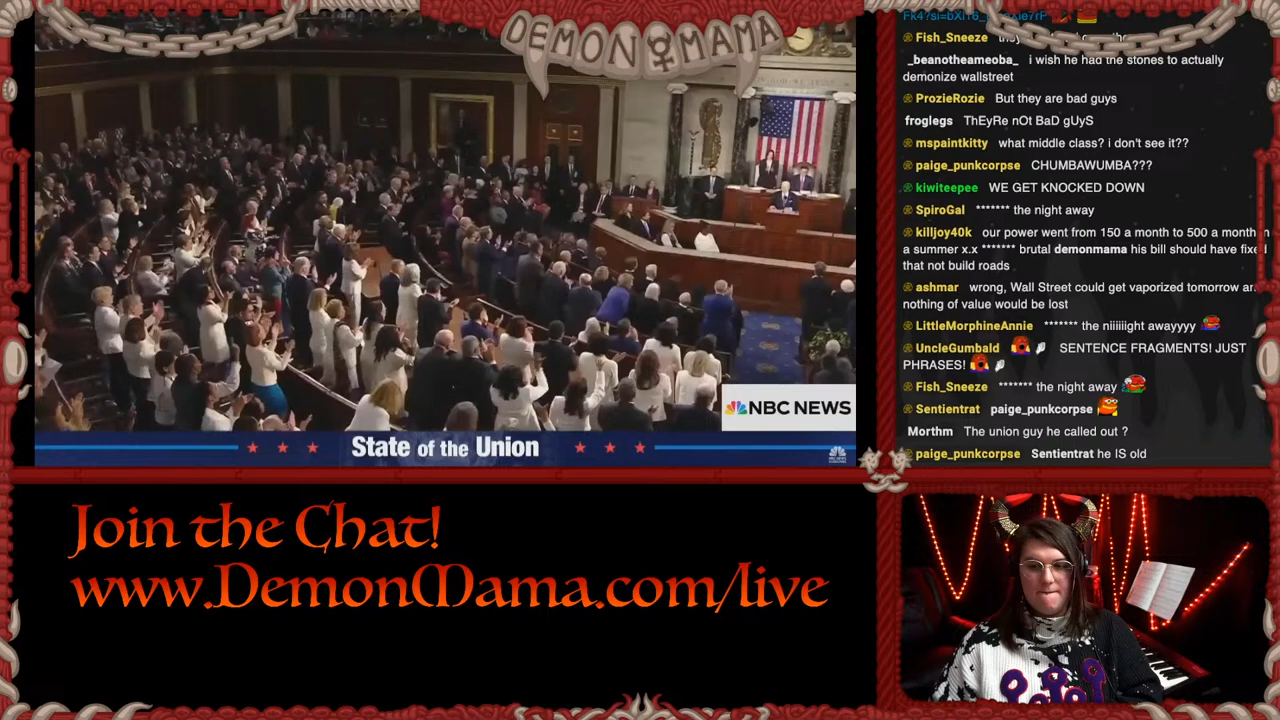 DEMON MAMA
Fish_Sneeze
_beanotheameoba_ i wish he had the stones to actually
demonize wallstreet
ProzieRozie But they are bad guys
froglegs ThEyRe nOt BaD gUyS
mspaintkitty what middle class? i don't see it??
paige_punkcorpse CHUMBAWUMBA???
kiwiteepee WE GET KNOCKED DOWN
SpiroGal ******* the night away
killjoy40k our power went from 150 a month to 500 a month in
a summer x.x ******* brutal demonmama his bill should have fixed
that not build roads
ashmar wrong, Wall Street could get vaporized tomorrow
nothing of value would be lost
LittleMorphineAnnie ******* the niiiiiight awayyyy
UncleGumbald SENTENCE FRAGMENTS! JUST
PHRASES!
Fish_Sneeze ******* the night away
Sentientrat paige_punkcorpse
Morthm The union guy he called out ?
paige_punkcorpse Sentientrat he IS old
NBC NEWS
State of the Union
Join the Chat!
www.DemonMama.com/live